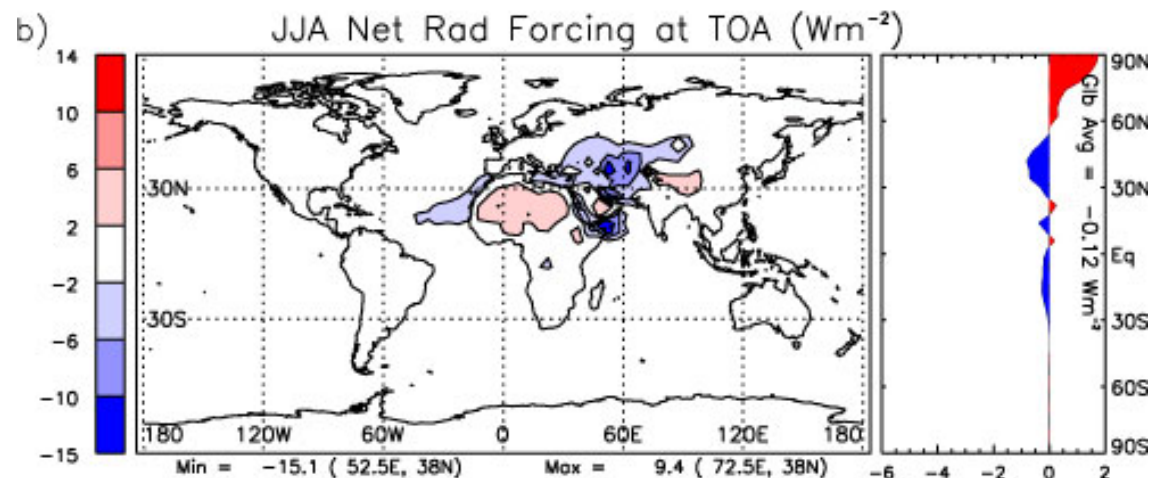 b) JJA Net Rad Forcing at TOA (Wm⁻²)
14
10
6
2
-2
-6
-10
-15
30N
30S
180 120W 60W 0 60E 120E 180
Min = -15.1 ( 52.5E, 38N) Max = 9.4 ( 72.5E, 38N)
90N
60N
30N
Eq
30S
60S
90S
Glb Avg = -0.12 Wm⁻²
-6 -4 -2 0 2